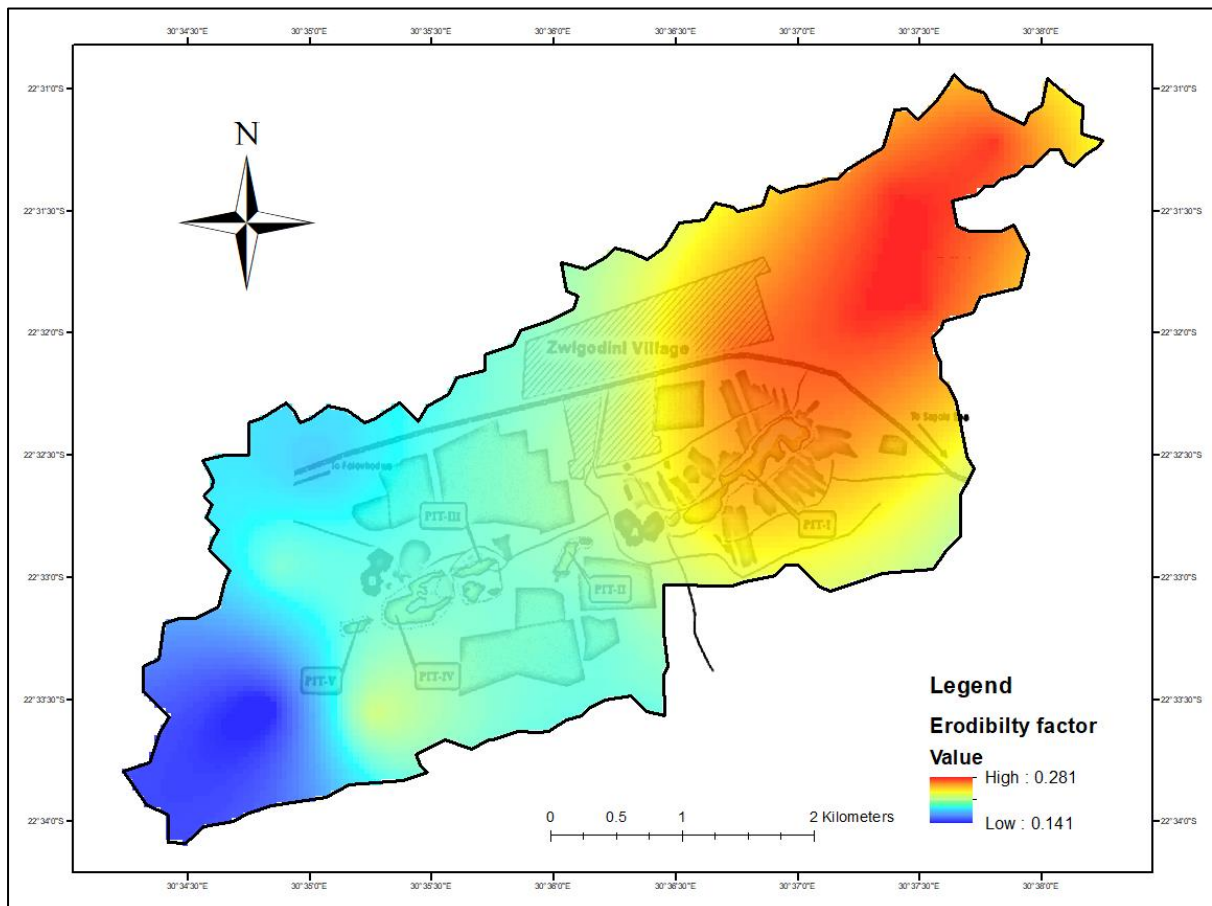 30°34'30"E 30°35'0"E 30°35'30"E 30°36'0"E 30°36'30"E 30°37'0"E 30°37'30"E 30°38'0"E
22°31'0"S 22°31'0"S
N
22°31'30"S 22°31'30"S
22°32'0"S 22°32'0"S
Zwigodini Village
22°32'30"S 22°32'30"S
PIT-III
PIT-I
22°33'0"S 22°33'0"S
PIT-II
PIT-V PIT-IV
22°33'30"S 22°33'30"S
Legend
Erodibilty factor
Value
High : 0.281
Low : 0.141
0 0.5 1 2 Kilometers
22°34'0"S 22°34'0"S
30°34'30"E 30°35'0"E 30°35'30"E 30°36'0"E 30°36'30"E 30°37'0"E 30°37'30"E 30°38'0"E